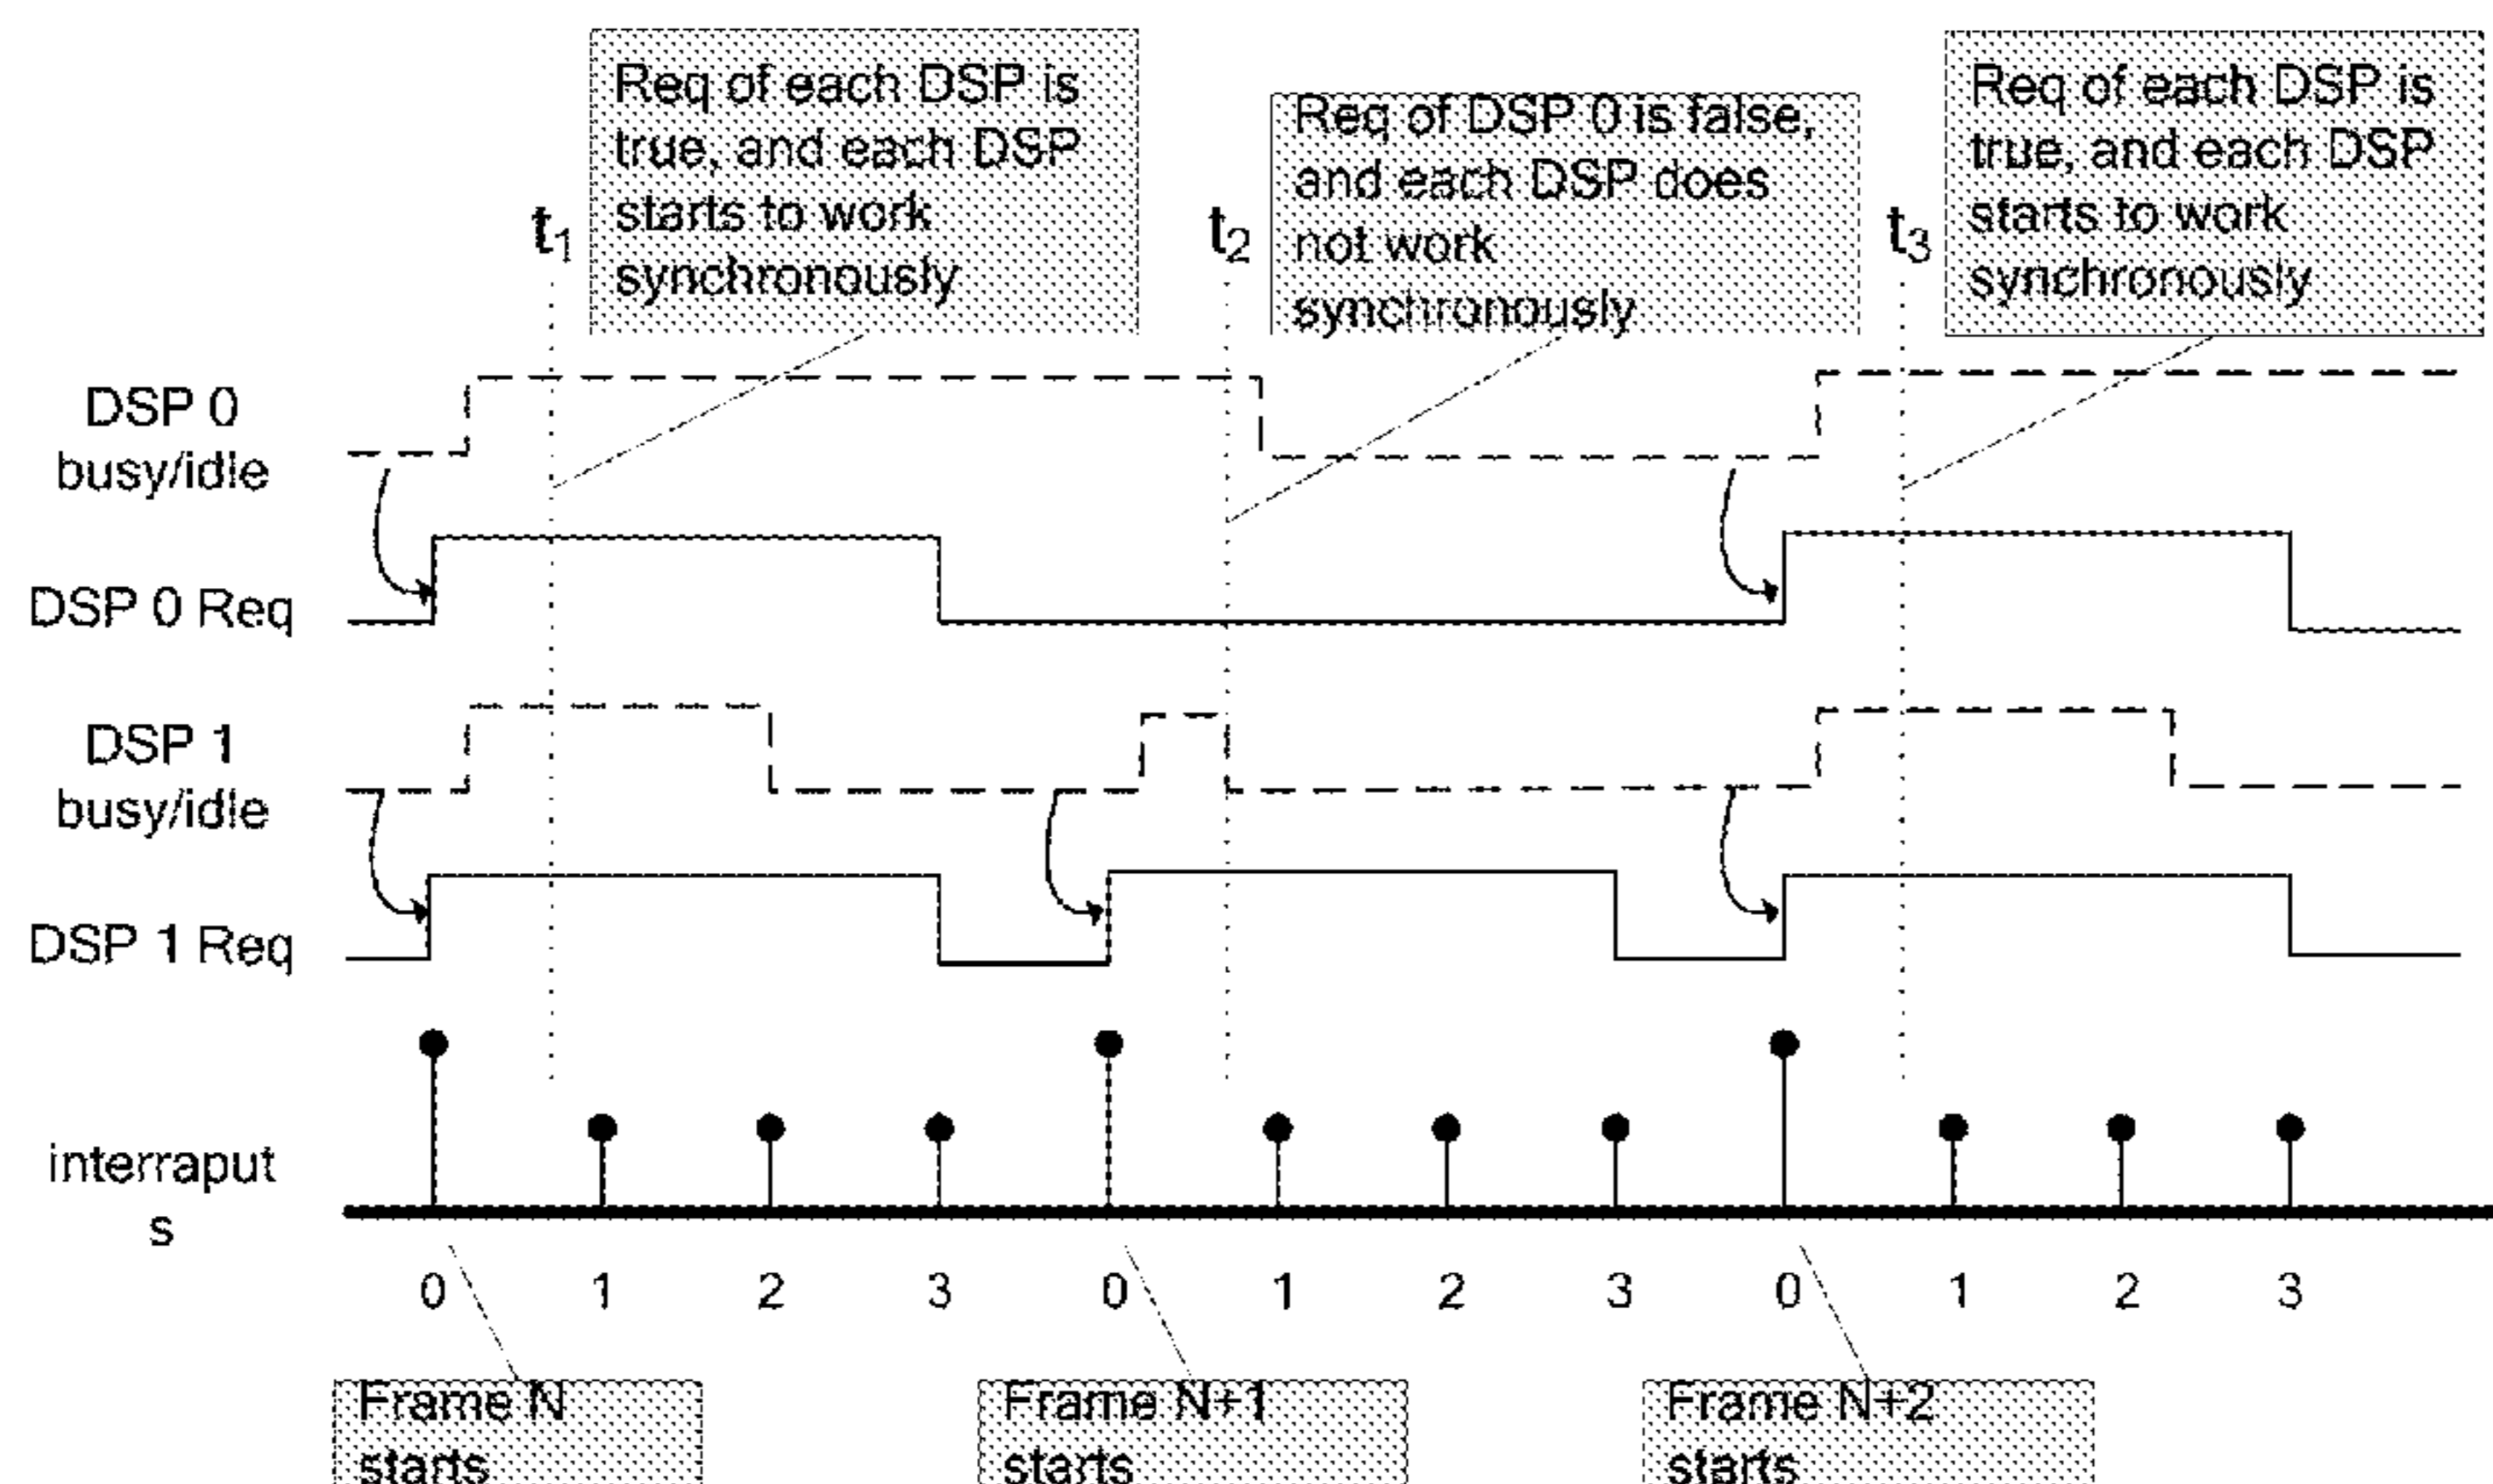 Req of each DSP is
true, and each DSP
starts to work
synchronously
Req of DSP 0 is false,
and each DSP does
not work
synchronously
Req of each DSP is
true, and each DSP
starts to work
synchronously
t1
t2
t3
DSP 0
busy/idle
DSP 0 Req
DSP 1
busy/idle
DSP 1 Req
interraput
s
0 1 2 3 0 1 2 3 0 1 2 3
Frame N
starts
Frame N+1
starts
Frame N+2
starts